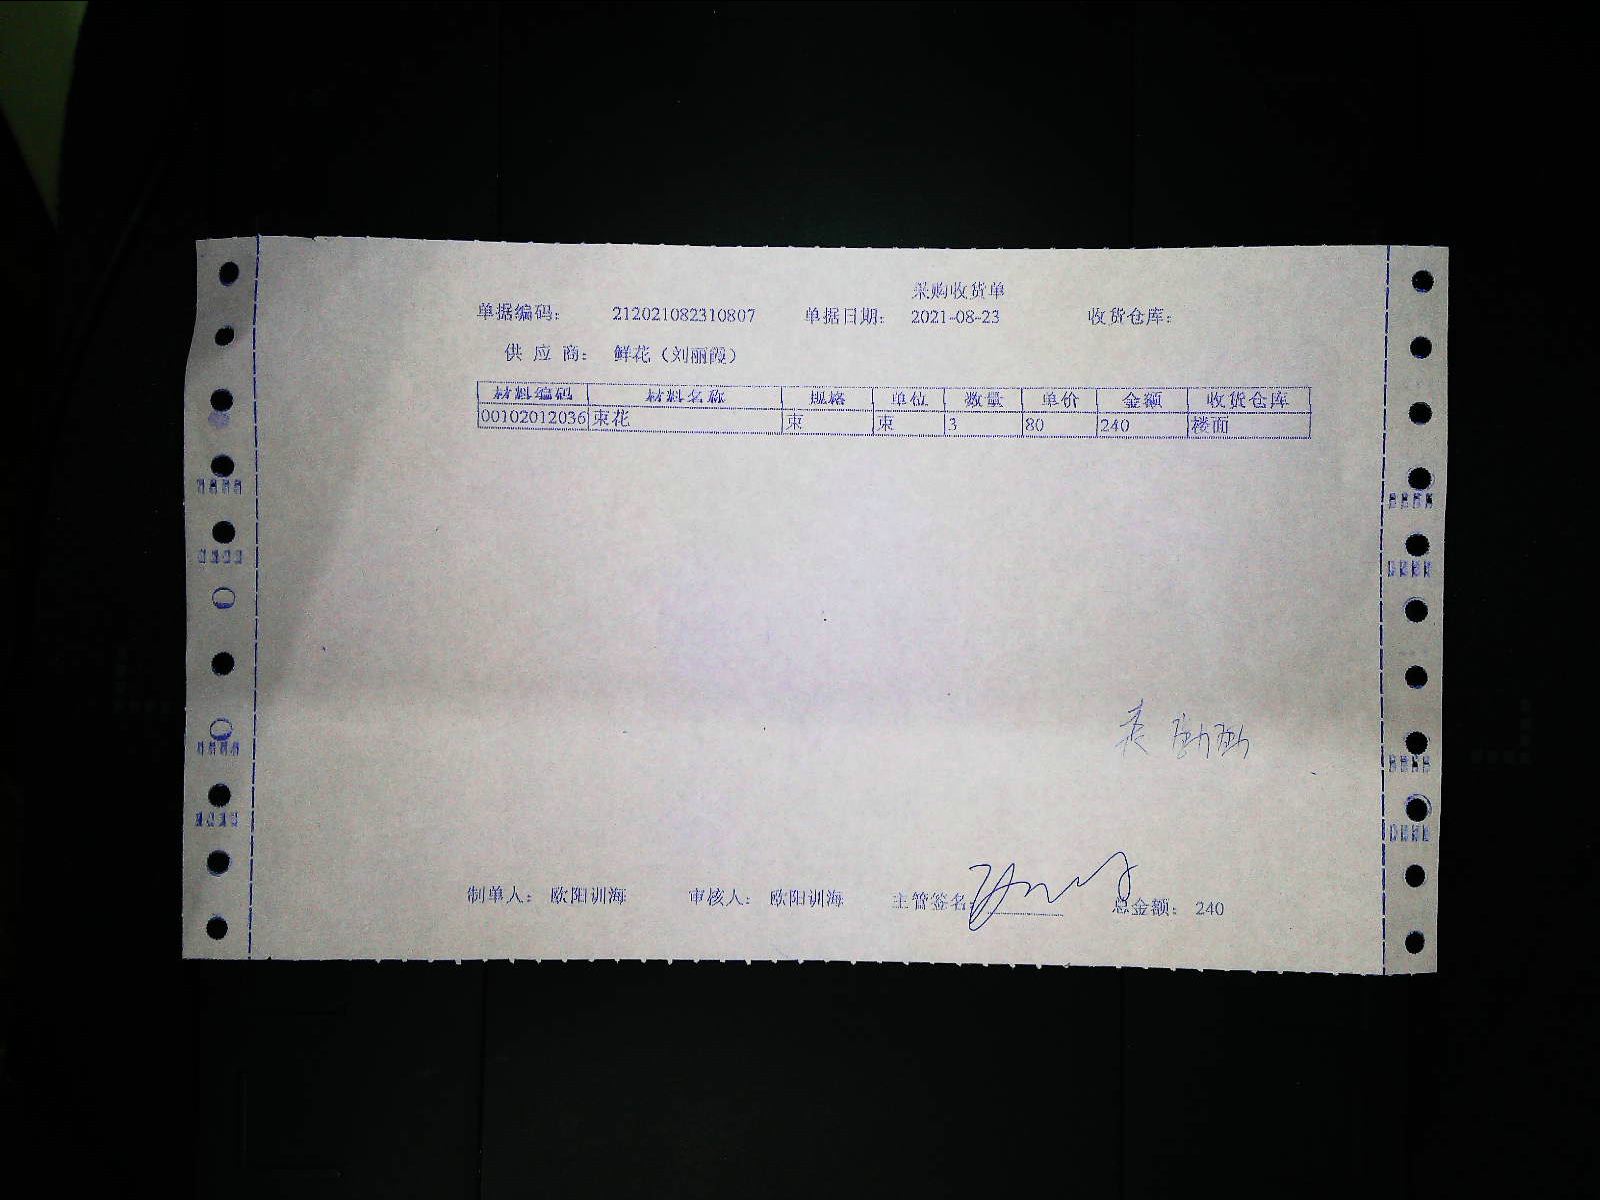 采购收货单
单据编码： 212021082310807 单据日期： 2021-08-23 收货仓库：
供 应 商： 鲜花（刘丽霞）
材料编码 材料名称 规格 单位 数量 单价 金额 收货仓库
00102012036 束花 束 束 3 80 240 楼面
制单人： 欧阳训海 审核人： 欧阳训海 主管签名： 总金额： 240